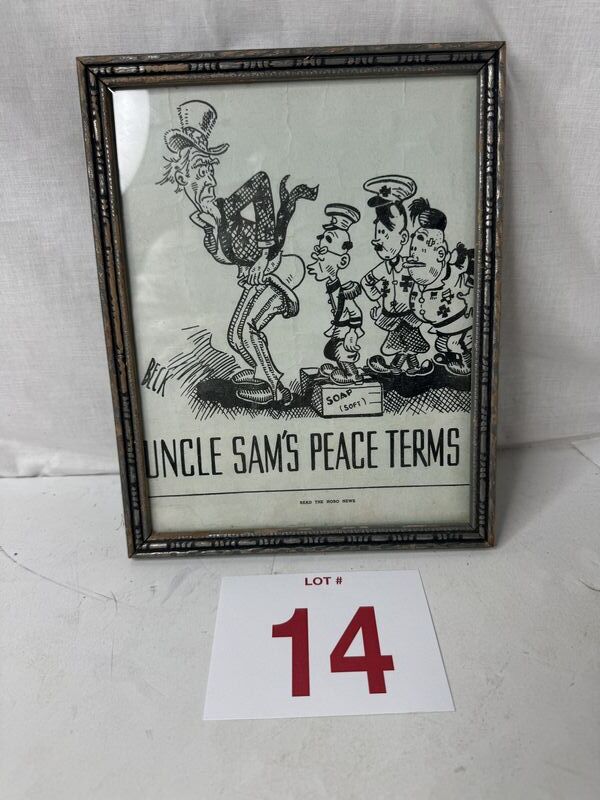 BECK
SOAP
(SOFT)
UNCLE SAM'S PEACE TERMS
READ THE HOBO NEWS
LOT #
14